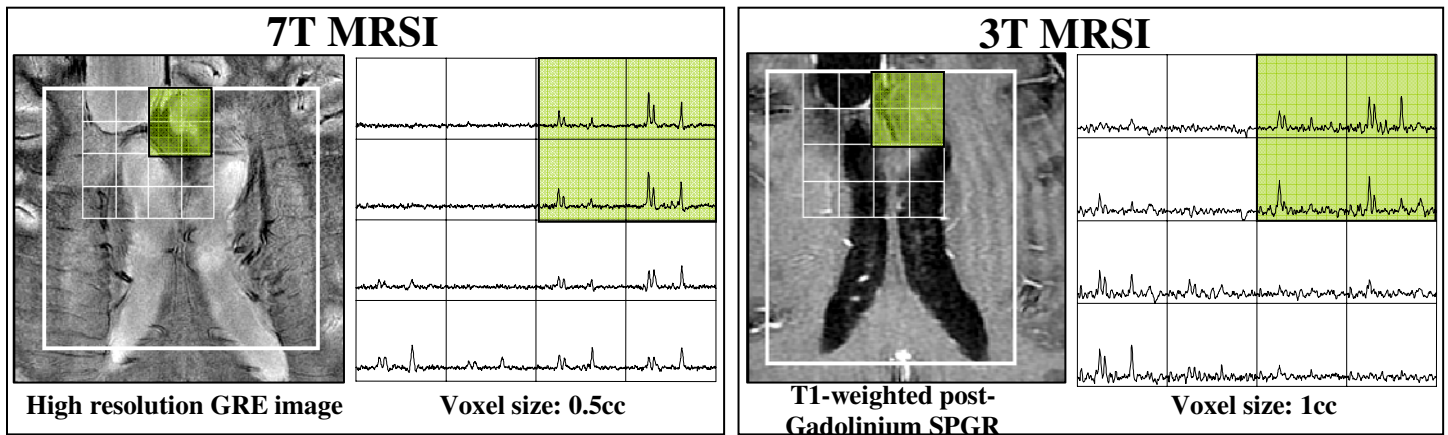 7T MRSI
High resolution GRE image
Voxel size: 0.5cc
3T MRSI
T1-weighted post-
Gadolinium SPGR
Voxel size: 1cc